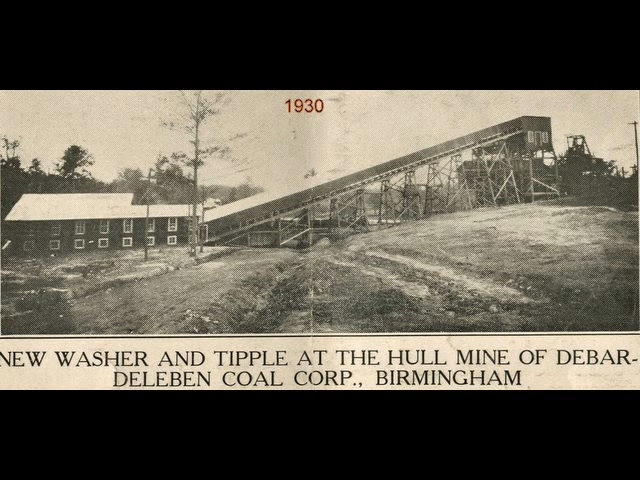 1930
NEW WASHER AND TIPPLE AT THE HULL MINE OF DEBAR-
DELEBEN COAL CORP., BIRMINGHAM